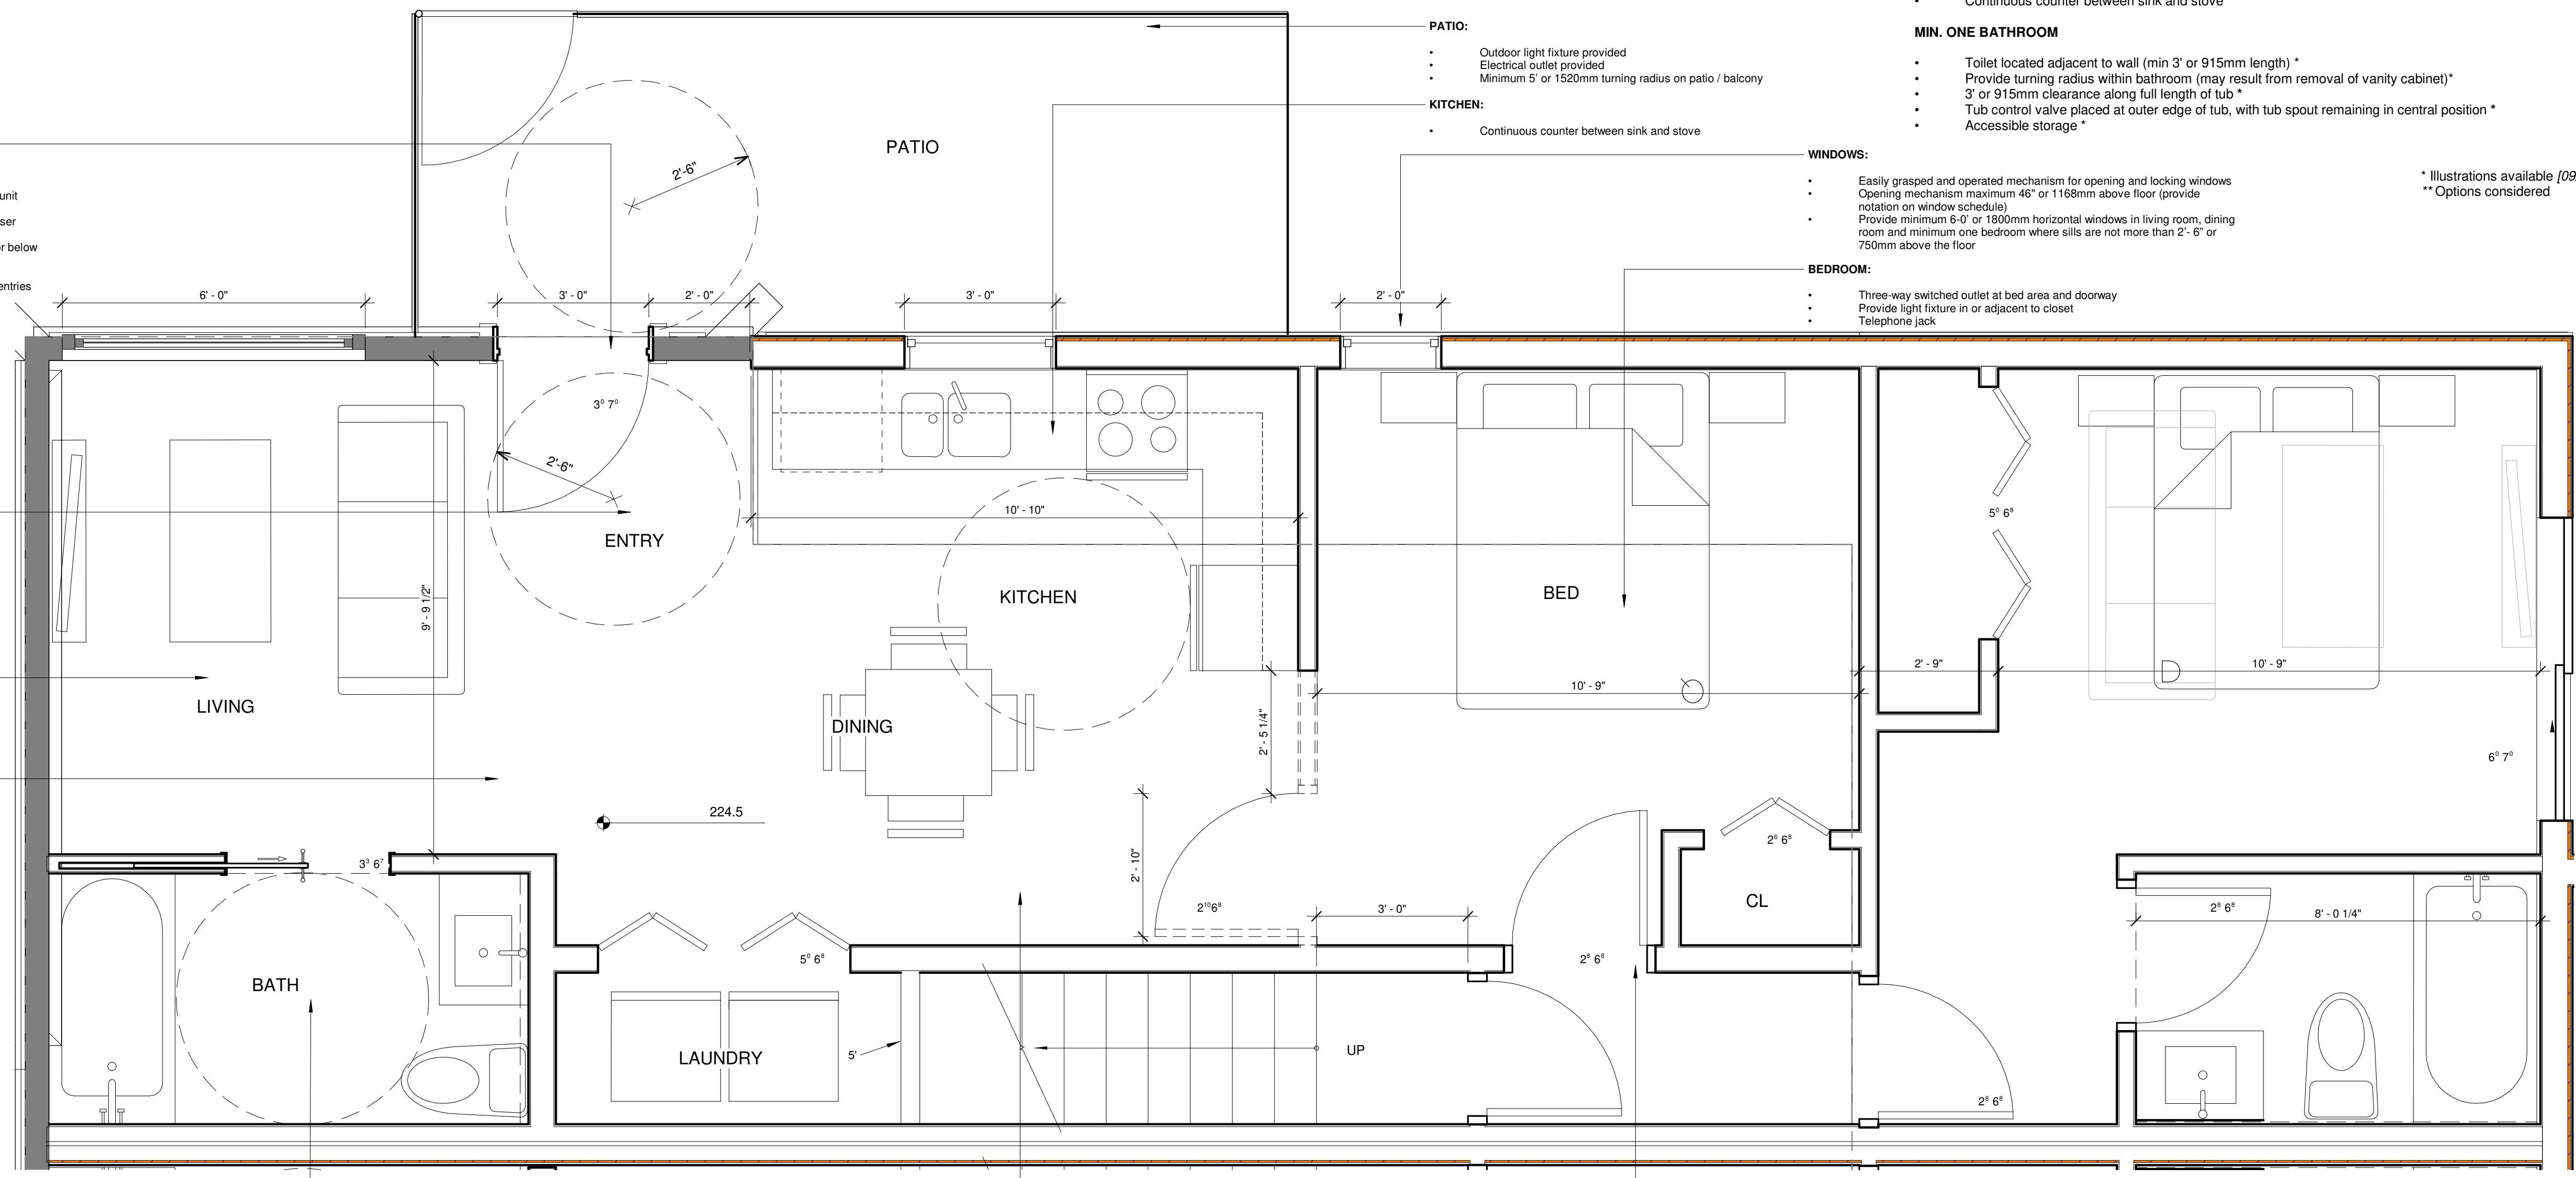 Continuous counter between sink and stove
MIN. ONE BATHROOM
• Toilet located adjacent to wall (min 3' or 915mm length) *
• Provide turning radius within bathroom (may result from removal of vanity cabinet)*
• 3' or 915mm clearance along full length of tub *
• Tub control valve placed at outer edge of tub, with tub spout remaining in central position *
• Accessible storage *
* Illustrations available [09
** Options considered
PATIO:
• Outdoor light fixture provided
• Electrical outlet provided
• Minimum 5' or 1520mm turning radius on patio / balcony
KITCHEN:
• Continuous counter between sink and stove
WINDOWS:
• Easily grasped and operated mechanism for opening and locking windows
• Opening mechanism maximum 46" or 1168mm above floor (provide
notation on window schedule)
• Provide minimum 6-0' or 1800mm horizontal windows in living room, dining
room and minimum one bedroom where sills are not more than 2'- 6" or
750mm above the floor
BEDROOM:
• Three-way switched outlet at bed area and doorway
• Provide light fixture in or adjacent to closet
• Telephone jack
unit
ser
r below
entries
PATIO
2'-6"
6' - 0"
3' - 0"
2' - 0"
3' - 0"
2' - 0"
3⁰ 7⁰
2'-6"
ENTRY
10' - 10"
KITCHEN
BED
5⁰ 6⁸
9' - 9 1/2"
LIVING
DINING
2' - 5 1/4"
10' - 9"
2' - 9"
10' - 9"
6⁰ 7⁰
224.5
2' - 10"
3³ 6⁷
2⁶ 6⁸
CL
2¹⁰6⁸
3' - 0"
2⁸ 6⁸
8' - 0 1/4"
5⁰ 6⁸
2⁸ 6⁸
BATH
LAUNDRY
5'
UP
2⁸ 6⁸